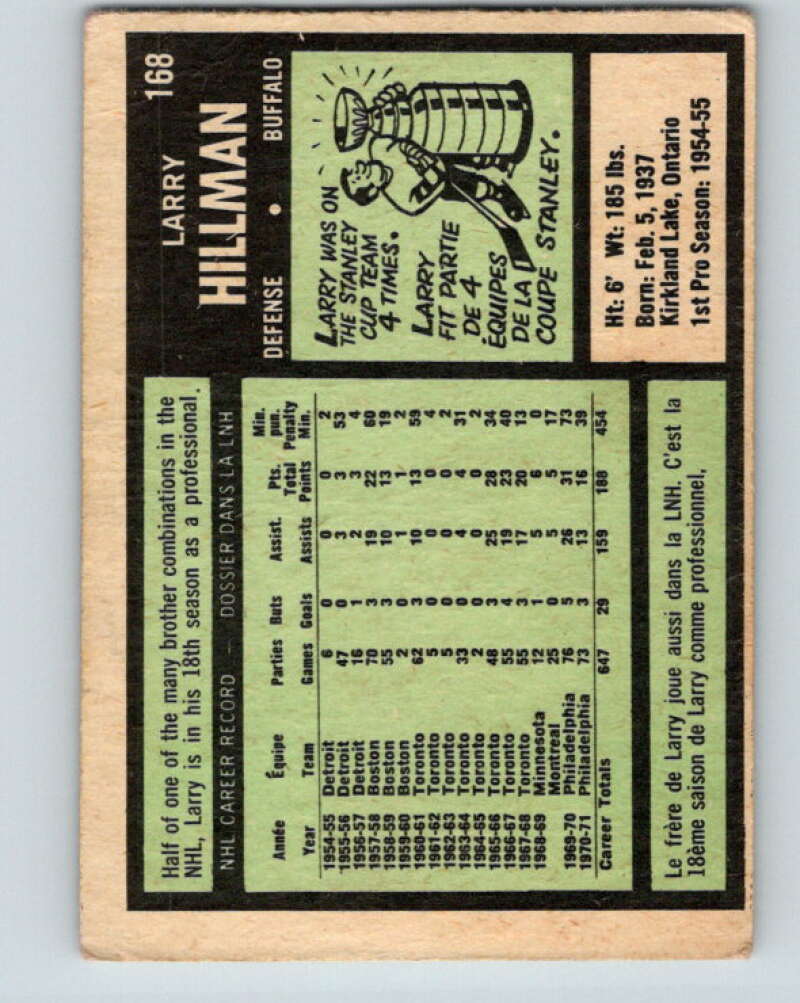 Half of one of the many brother combinations in the
NHL, Larry is in his 18th season as a professional.
NHL CAREER RECORD — DOSSIER DANS LA LNH
Année Équipe Parties Buts Assist. Pts. Total Points Min. pun. Penalty Min.
Year Team Games Goals Assists
1954-55 Detroit 6 0 0 0 2
1955-56 Detroit 47 0 3 3 53
1956-57 Detroit 16 1 2 3 4
1957-58 Boston 70 3 19 22 60
1958-59 Boston 55 3 10 13 19
1959-60 Boston 2 0 1 1 2
1960-61 Toronto 62 3 10 13 59
1961-62 Toronto 5 0 0 0 4
1962-63 Toronto 5 0 0 0 2
1963-64 Toronto 33 0 4 4 31
1964-65 Toronto 2 0 0 0 2
1965-66 Toronto 48 3 25 28 34
1966-67 Toronto 55 4 19 23 40
1967-68 Toronto 55 3 17 20 13
1968-69 Minnesota 12 1 5 6 0
Montreal 25 0 5 5 17
1969-70 Philadelphia 76 5 26 31 73
1970-71 Philadelphia 73 3 13 16 39
Career Totals 647 29 159 188 454
Le frère de Larry joue aussi dans la LNH. C'est la
18ème saison de Larry comme professionnel,
168
LARRY
HILLMAN
DEFENSE • BUFFALO
LARRY WAS ON
THE STANLEY
CUP TEAM
4 TIMES.
LARRY
FIT PARTIE
DE 4
ÉQUIPES
DE LA
COUPE STANLEY.
Ht: 6' Wt: 185 lbs.
Born: Feb. 5, 1937
Kirkland Lake, Ontario
1st Pro Season: 1954-55